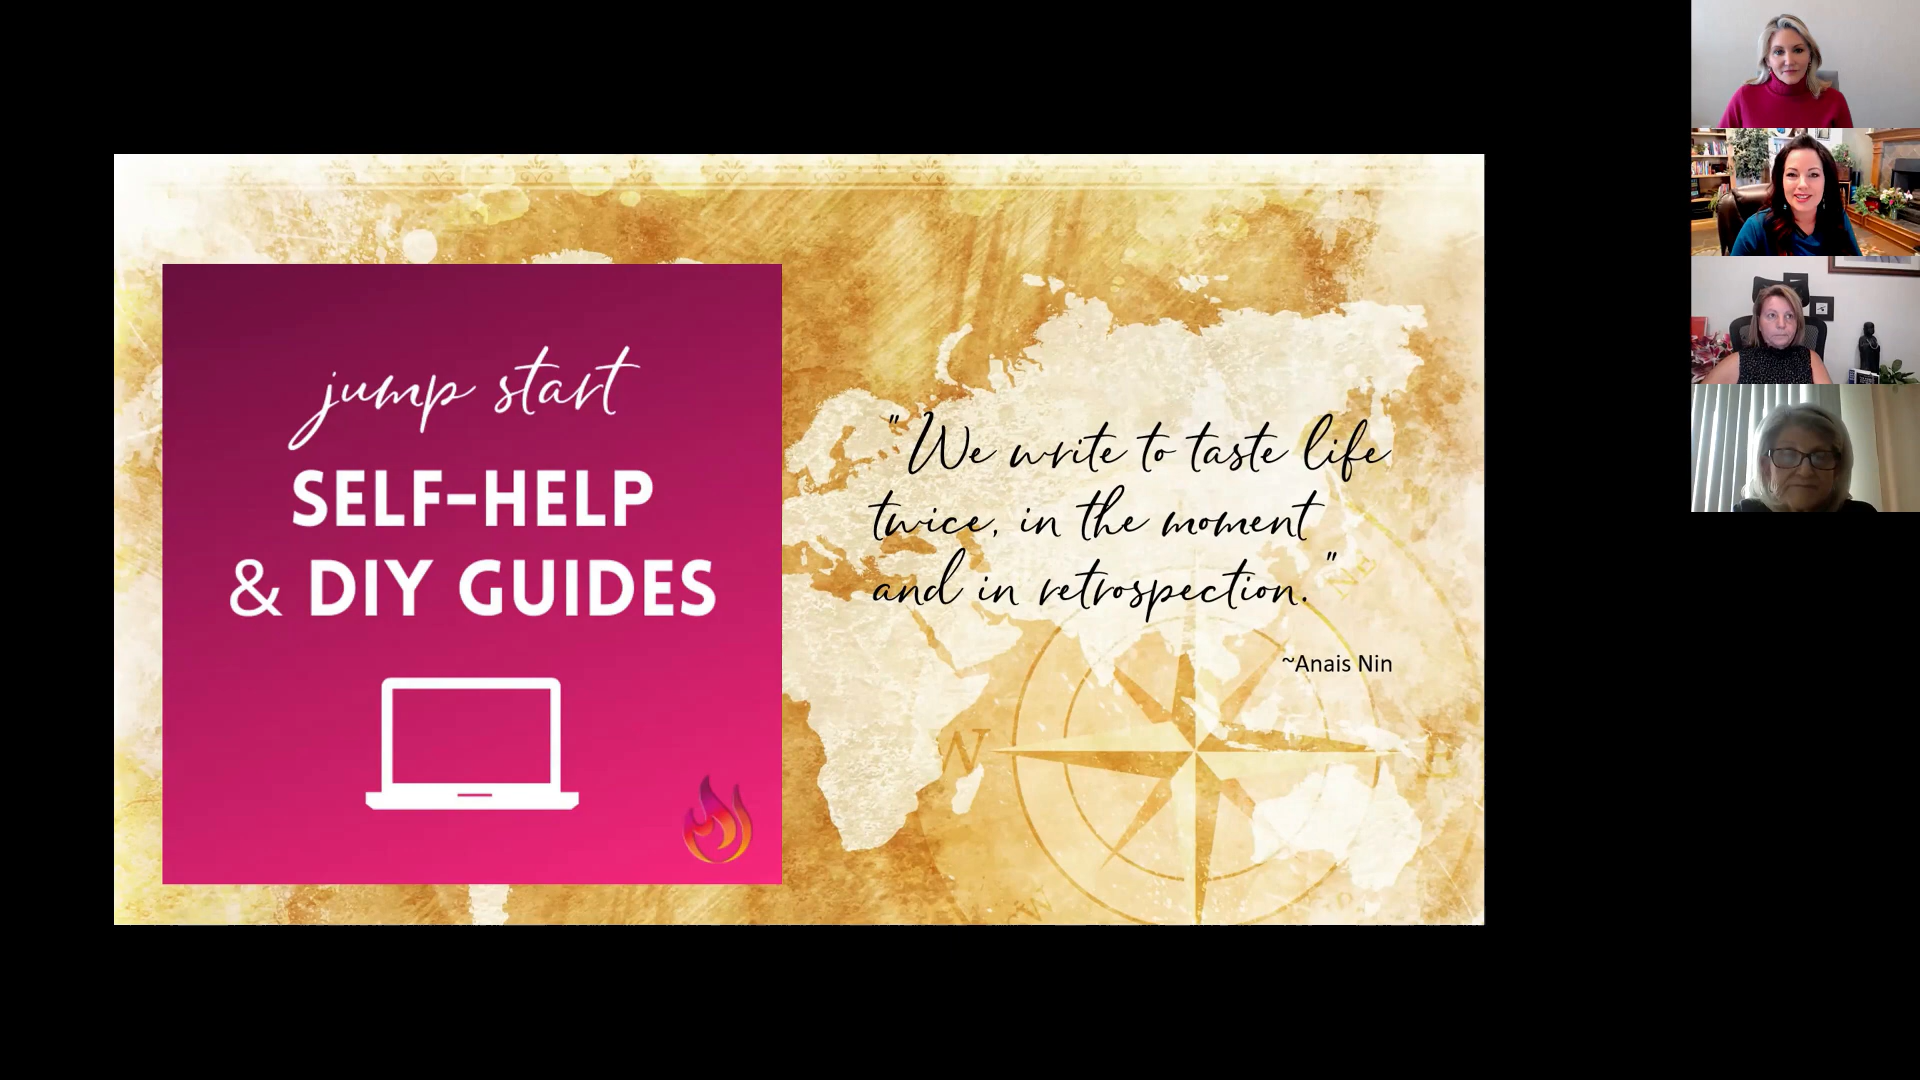 jump start
SELF-HELP
& DIY GUIDES
"We write to taste life
twice, in the moment
and in retrospection."
~Anais Nin
NE
W
E